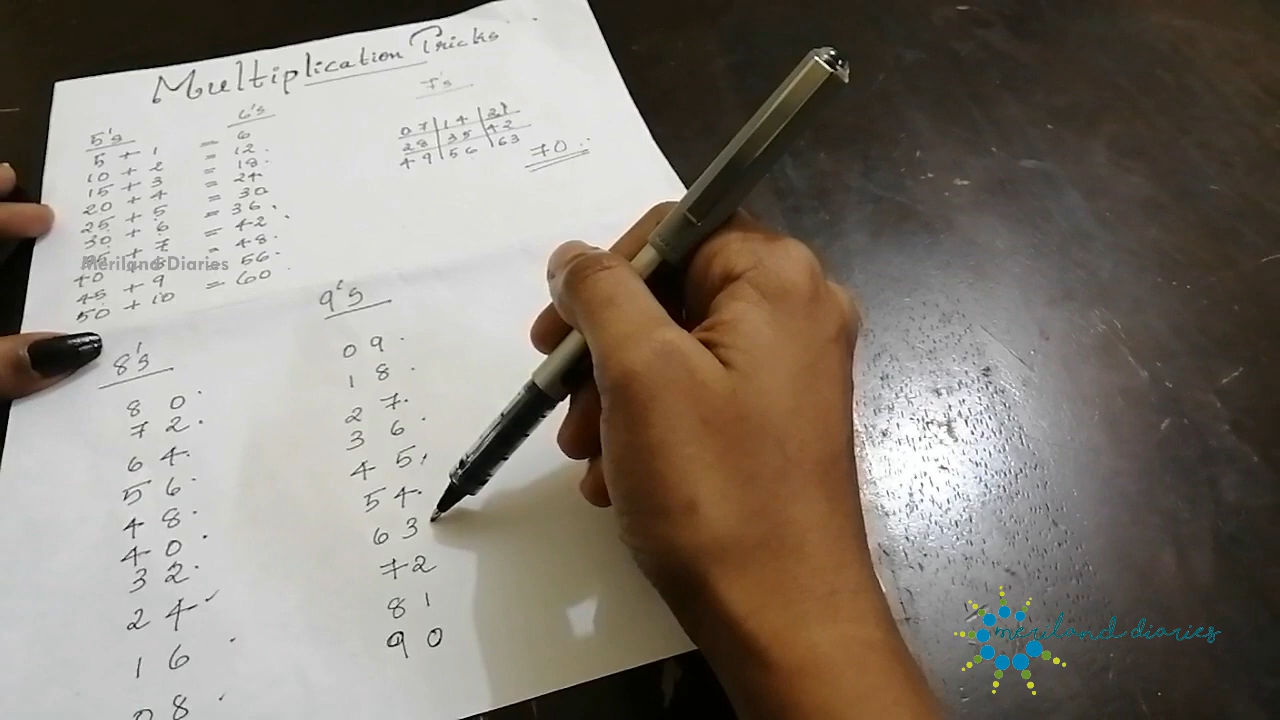 Multiplication Tricks
5's 6's
5 + 1 = 6
10 + 2 = 12
15 + 3 = 18
20 + 4 = 24
25 + 5 = 30
30 + 6 = 36
35 + 7 = 42
40 + 8 = 48
45 + 9 = 56
50 + 10 = 60
7's
07 14 21
28 35 42
49 56 63
70
8's
80
72
64
56
48
40
32
24
16
08
9's
09
18
27
36
45
54
63
72
81
90
Meriland Diaries
meriland diaries